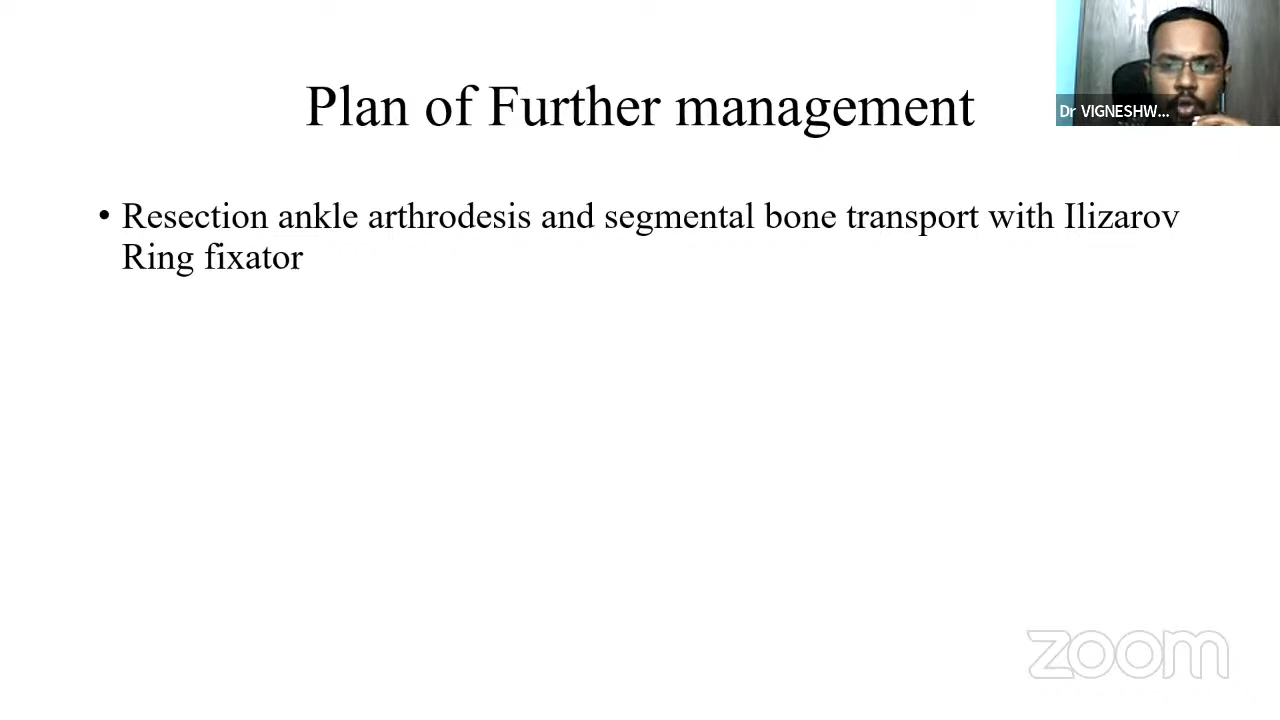 Plan of Further management
Dr VIGNESHW...
• Resection ankle arthrodesis and segmental bone transport with Ilizarov
Ring fixator
zoom